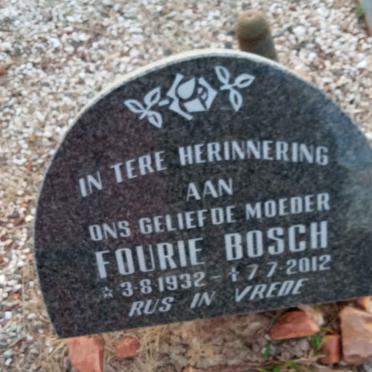 IN TERE HERINNERING
AAN
ONS GELIEFDE MOEDER
FOURIE BOSCH
☆ 3·8·1932 - ✝ 7·7·2012
RUS IN VREDE